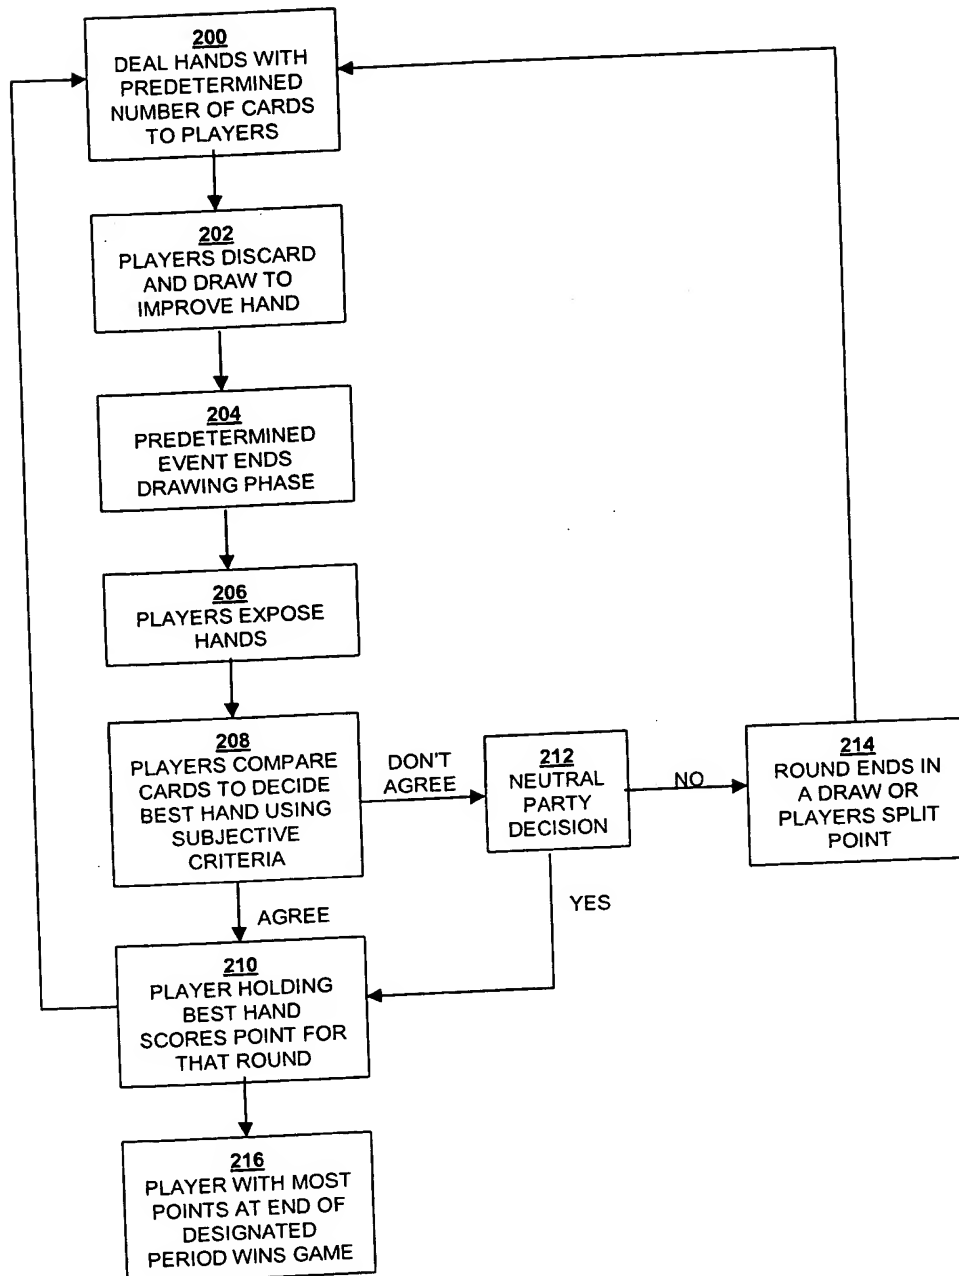 200
DEAL HANDS WITH
PREDETERMINED
NUMBER OF CARDS
TO PLAYERS
202
PLAYERS DISCARD
AND DRAW TO
IMPROVE HAND
204
PREDETERMINED
EVENT ENDS
DRAWING PHASE
206
PLAYERS EXPOSE
HANDS
208
PLAYERS COMPARE
CARDS TO DECIDE
BEST HAND USING
SUBJECTIVE
CRITERIA
DON'T
AGREE
212
NEUTRAL
PARTY
DECISION
NO
214
ROUND ENDS IN
A DRAW OR
PLAYERS SPLIT
POINT
AGREE
YES
210
PLAYER HOLDING
BEST HAND
SCORES POINT FOR
THAT ROUND
216
PLAYER WITH MOST
POINTS AT END OF
DESIGNATED
PERIOD WINS GAME